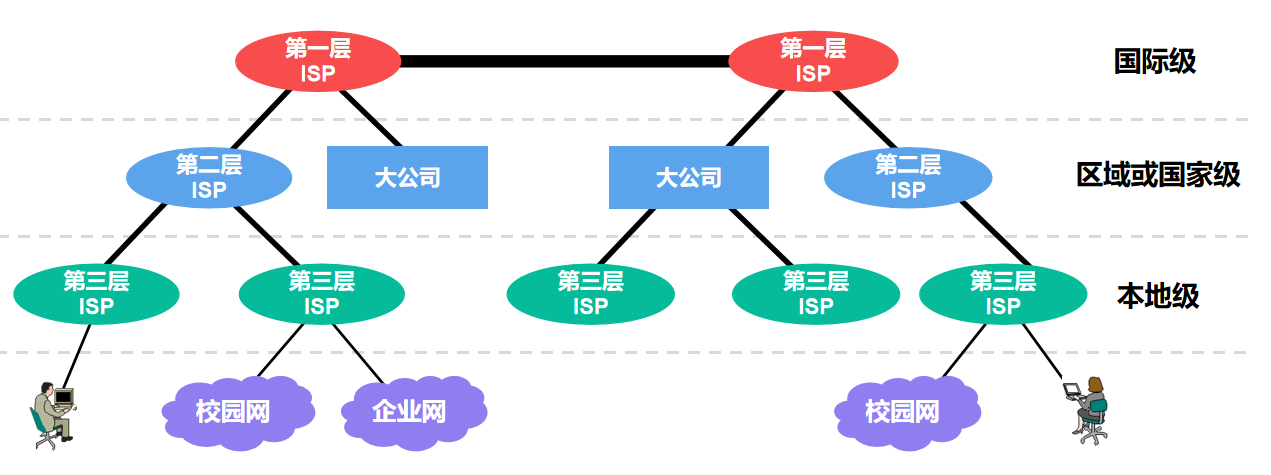 第一层
ISP
第一层
ISP
国际级
第二层
ISP
大公司
大公司
第二层
ISP
区域或国家级
第三层
ISP
第三层
ISP
第三层
ISP
第三层
ISP
第三层
ISP
本地级
校园网
企业网
校园网